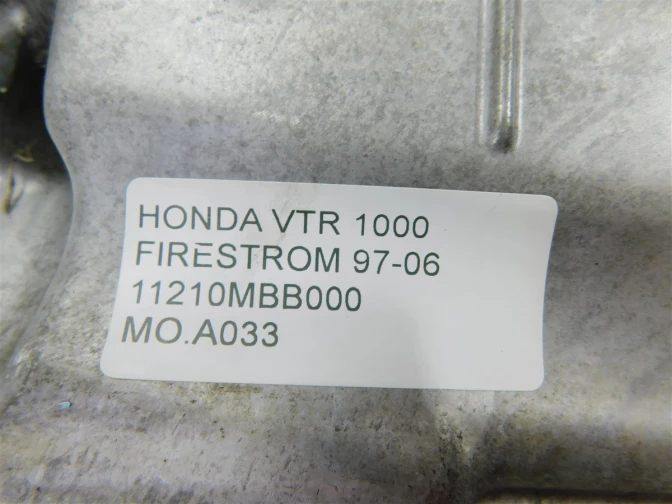 HONDA VTR 1000
FIRESTROM 97-06
11210MBB000
MO.A033